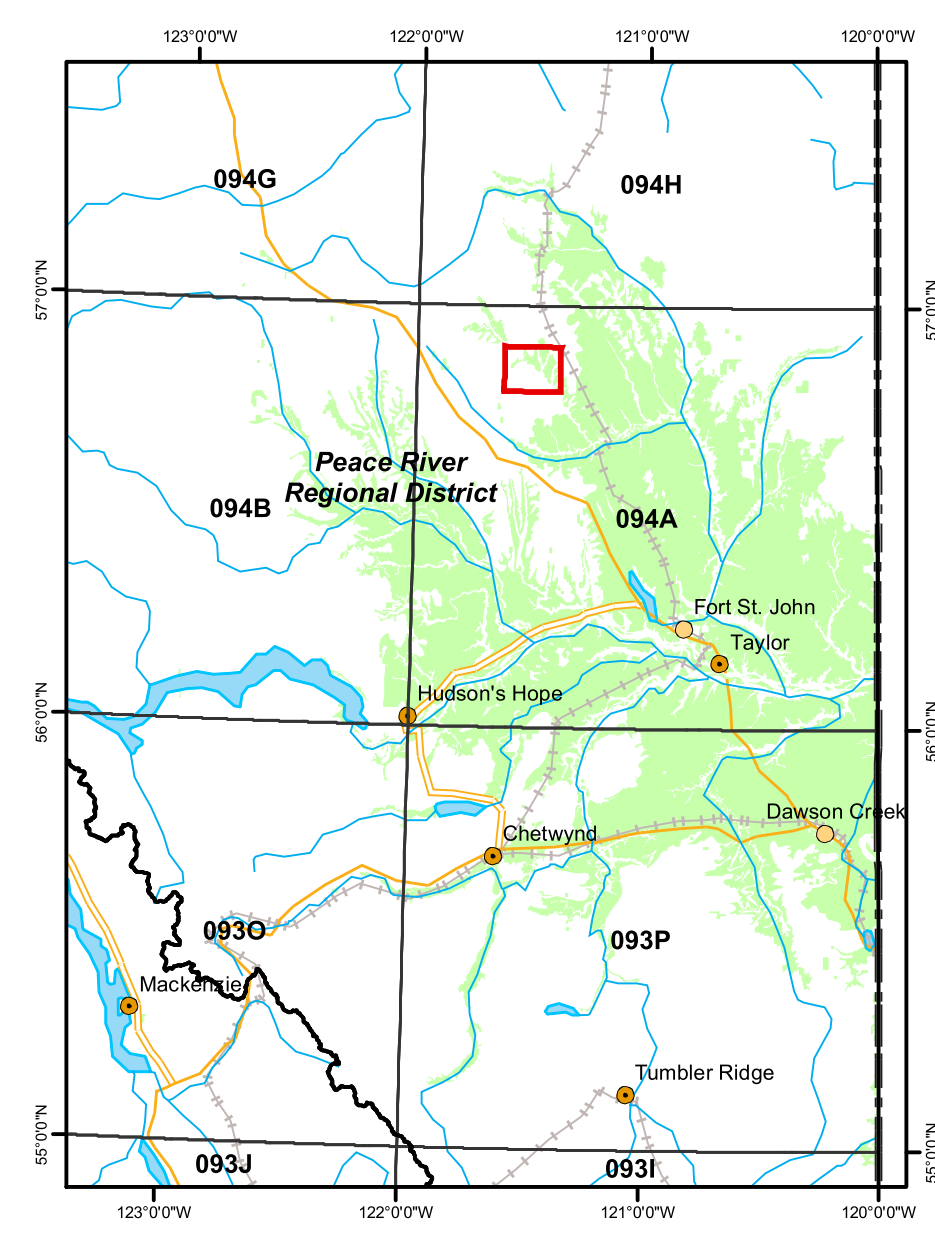 123°0'0"W
122°0'0"W
121°0'0"W
120°0'0"W
094G
094H
57°0'0"N
57°0'0"N
Peace River
Regional District
094B
094A
Fort St. John
Taylor
Hudson's Hope
56°0'0"N
56°0'0"N
Dawson Creek
Chetwynd
093O
093P
Mackenzie
Tumbler Ridge
55°0'0"N
55°0'0"N
093J
093I
123°0'0"W
122°0'0"W
121°0'0"W
120°0'0"W